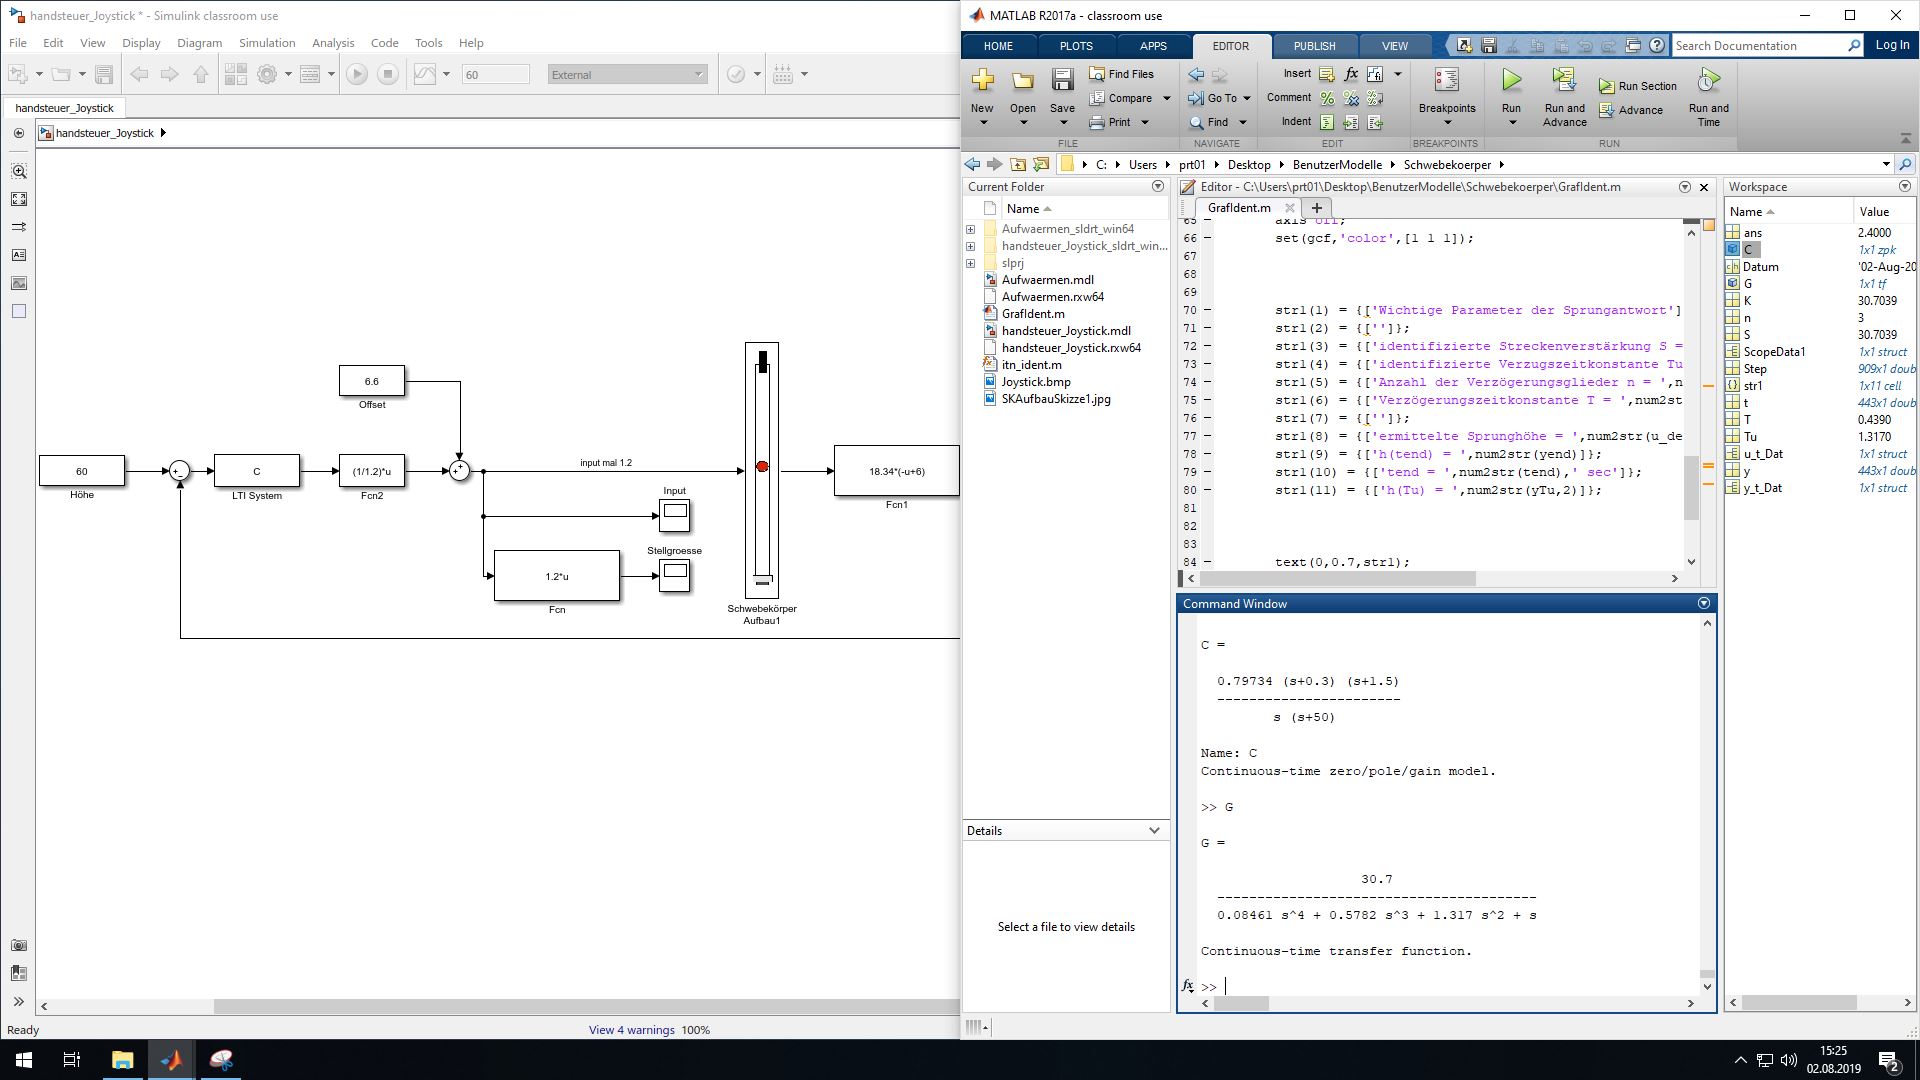 handsteuer_Joystick * - Simulink classroom use
File Edit View Display Diagram Simulation Analysis Code Tools Help
60 External
handsteuer_Joystick
handsteuer_Joystick
6.6
Offset
60
Höhe
C
LTI System
(1/1.2)*u
Fcn2
input mal 1.2
Input
Stellgroesse
1.2*u
Fcn
Schwebekörper
Aufbau1
18.34*(-u+6)
Fcn1
Ready
View 4 warnings 100%
MATLAB R2017a - classroom use
HOME PLOTS APPS EDITOR PUBLISH VIEW
Search Documentation
Log In
New Open Save
Find Files
Compare
Print
FILE
Go To
Find
NAVIGATE
Insert
Comment
Indent
EDIT
Breakpoints
BREAKPOINTS
Run
Run and
Advance
Run Section
Advance
Run and
Time
RUN
C: Users prt01 Desktop BenutzerModelle Schwebekoerper
Current Folder
Name
Aufwaermen_sldrt_win64
handsteuer_Joystick_sldrt_win...
slprj
Aufwaermen.mdl
Aufwaermen.rxw64
GrafIdent.m
handsteuer_Joystick.mdl
handsteuer_Joystick.rxw64
itn_ident.m
Joystick.bmp
SKAufbauSkizze1.jpg
Details
Select a file to view details
Editor - C:\Users\prt01\Desktop\BenutzerModelle\Schwebekoerper\GrafIdent.m
GrafIdent.m
65 axis off;
66 set(gcf,'color',[1 1 1]);
67
68
69
70 str1(1) = {['Wichtige Parameter der Sprungantwort']
71 str1(2) = {['']};
72 str1(3) = {['identifizierte Streckenverstärkung S =
73 str1(4) = {['identifizierte Verzugszeitkonstante Tu
74 str1(5) = {['Anzahl der Verzögerungsglieder n = ',n
75 str1(6) = {['Verzögerungszeitkonstante T = ',num2st
76 str1(7) = {['']};
77 str1(8) = {['ermittelte Sprunghöhe = ',num2str(u_de
78 str1(9) = {['h(tend) = ',num2str(yend)]};
79 str1(10) = {['tend = ',num2str(tend),' sec']};
80 str1(11) = {['h(Tu) = ',num2str(yTu,2)]};
81
82
83
84 text(0,0.7,str1);
Command Window
C =
0.79734 (s+0.3) (s+1.5)
-----------------------
s (s+50)
Name: C
Continuous-time zero/pole/gain model.
>> G
G =
30.7
----------------------------------------
0.08461 s^4 + 0.5782 s^3 + 1.317 s^2 + s
Continuous-time transfer function.
fx >>
Workspace
Name Value
ans 2.4000
C 1x1 zpk
Datum '02-Aug-20
G 1x1 tf
K 30.7039
n 3
S 30.7039
ScopeData1 1x1 struct
Step 909x1 doub
str1 1x11 cell
t 443x1 doub
T 0.4390
Tu 1.3170
u_t_Dat 1x1 struct
y 443x1 doub
y_t_Dat 1x1 struct
15:25
02.08.2019
2